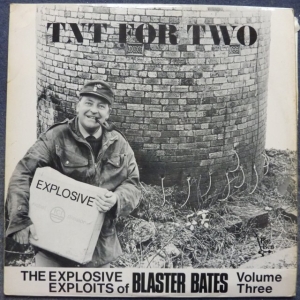 TNT FOR TWO
EXPLOSIVE
THE EXPLOSIVE
EXPLOITS of BLASTER BATES Volume
Three